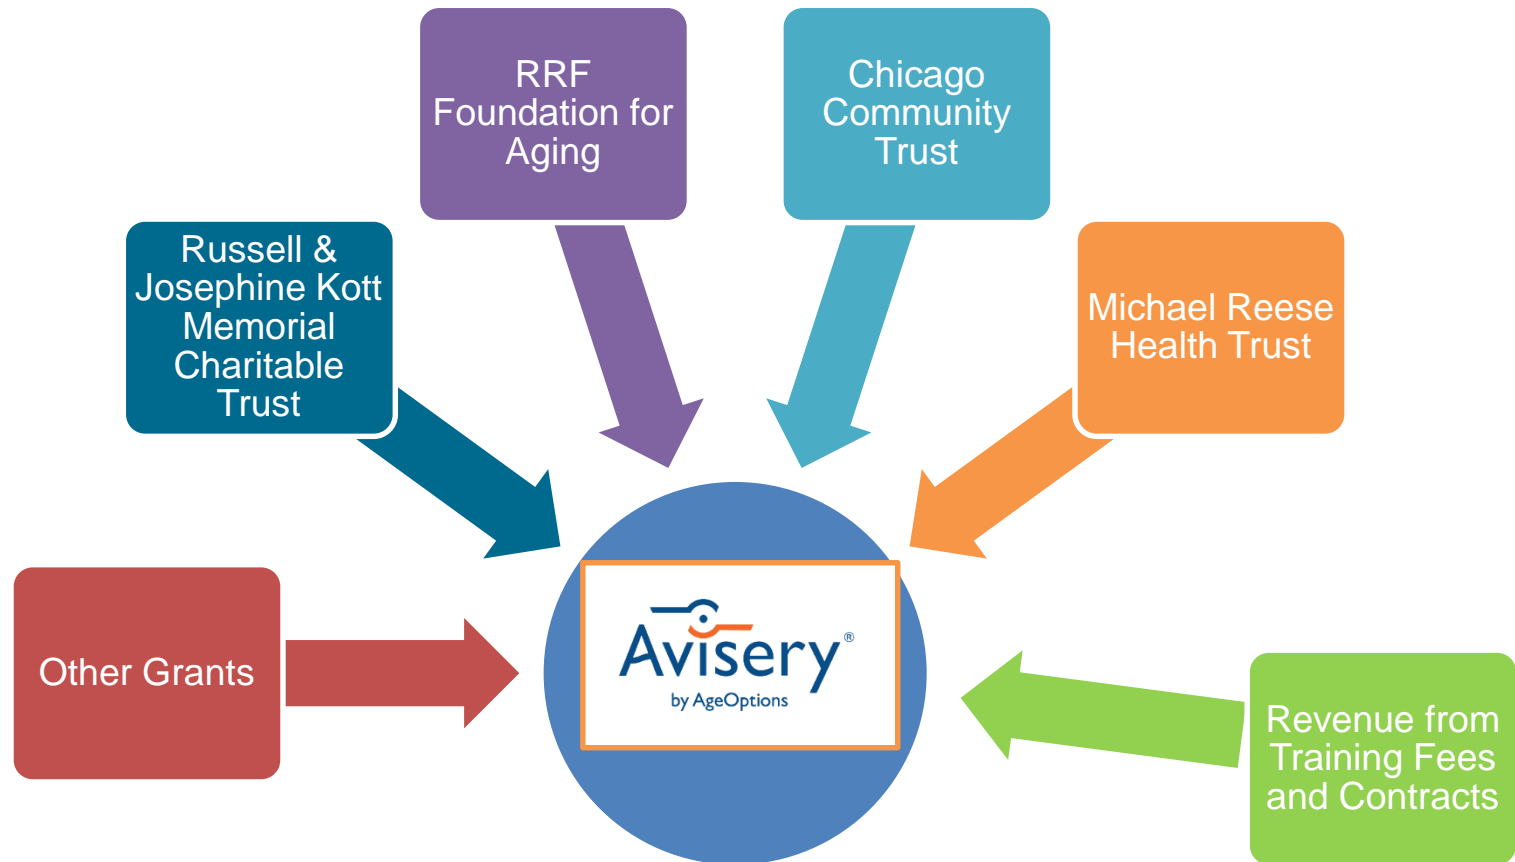 RRF
Foundation for
Aging
Chicago
Community
Trust
Russell &
Josephine Kott
Memorial
Charitable
Trust
Michael Reese
Health Trust
Other Grants
Avisery®
by AgeOptions
Revenue from
Training Fees
and Contracts